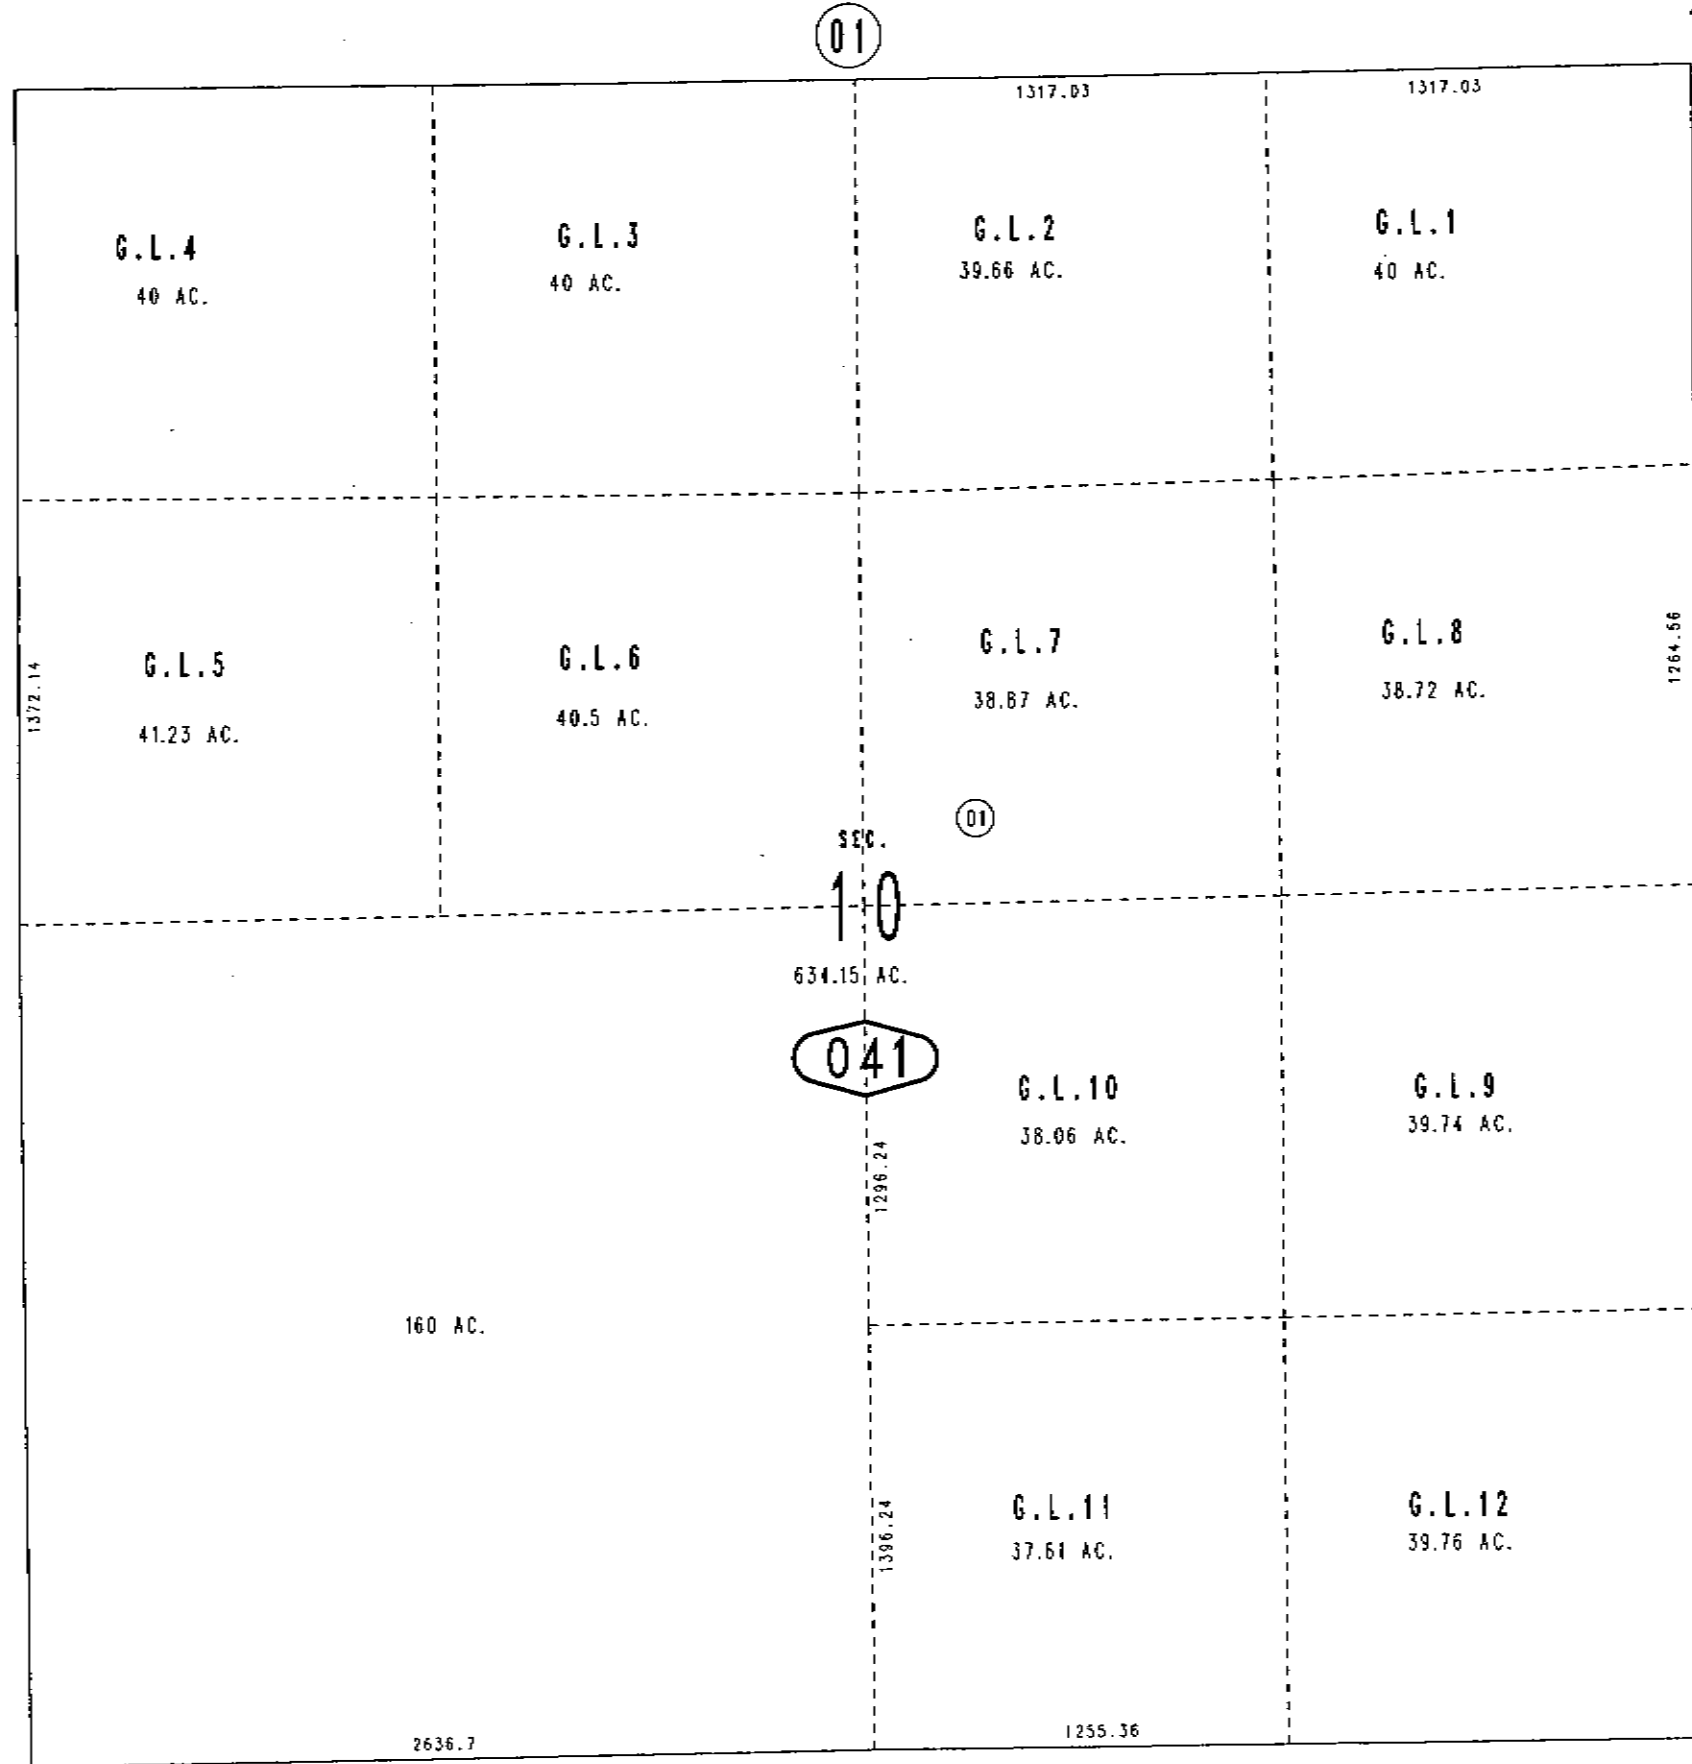 01
1317.03
1317.03
G.L.4
40 AC.
G.L.3
40 AC.
G.L.2
39.66 AC.
G.L.1
40 AC.
1372.14
G.L.5
41.23 AC.
G.L.6
40.5 AC.
G.L.7
38.87 AC.
G.L.8
38.72 AC.
1264.56
01
SEC.
10
634.15 AC.
041
G.L.10
38.06 AC.
G.L.9
39.74 AC.
1296.24
160 AC.
1396.24
G.L.11
37.61 AC.
G.L.12
39.76 AC.
2636.7
1255.36